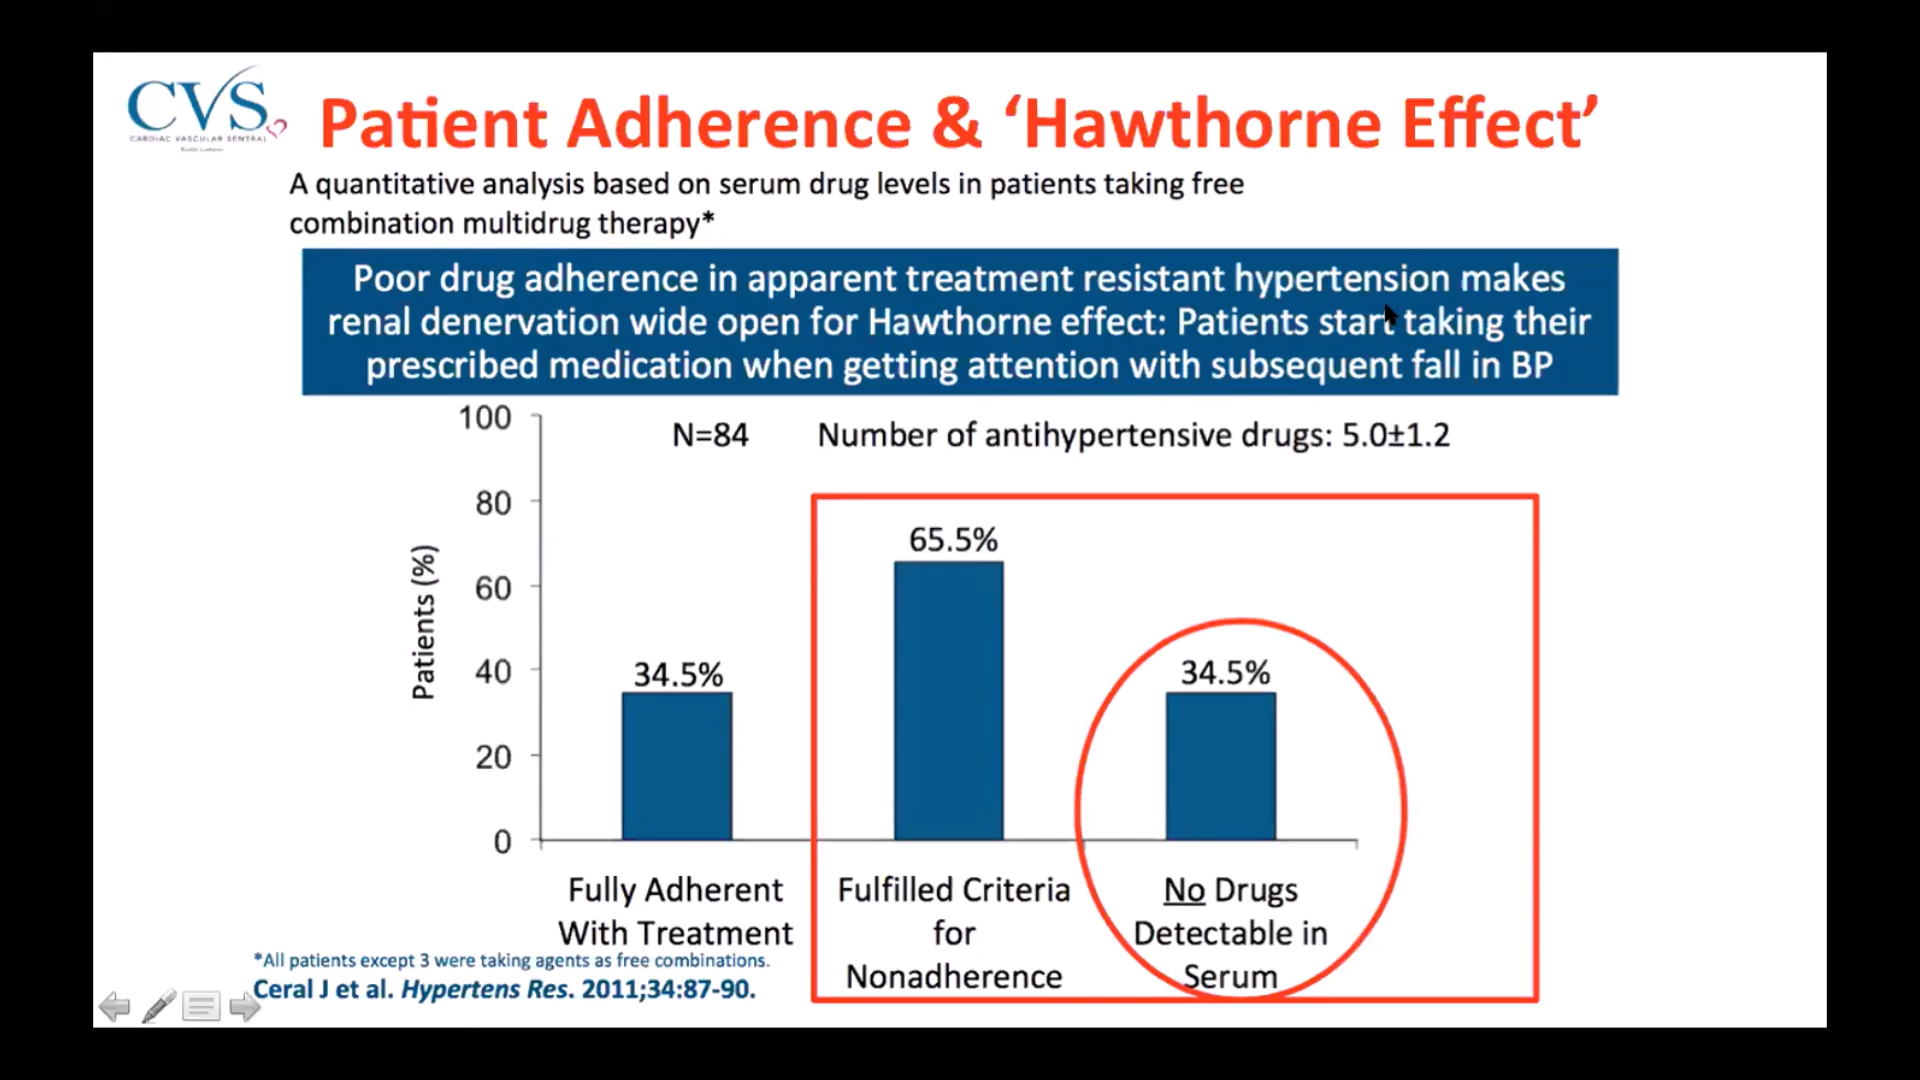 CVS
CARDIAC VASCULAR SENTRAL
Patient Adherence & ‘Hawthorne Effect’
A quantitative analysis based on serum drug levels in patients taking free
combination multidrug therapy*
Poor drug adherence in apparent treatment resistant hypertension makes
renal denervation wide open for Hawthorne effect: Patients start taking their
prescribed medication when getting attention with subsequent fall in BP
N=84
Number of antihypertensive drugs: 5.0±1.2
Patients (%)
100
80
60
40
20
0
34.5%
65.5%
34.5%
Fully Adherent
With Treatment
Fulfilled Criteria
for
Nonadherence
No Drugs
Detectable in
Serum
*All patients except 3 were taking agents as free combinations.
Ceral J et al. Hypertens Res. 2011;34:87-90.